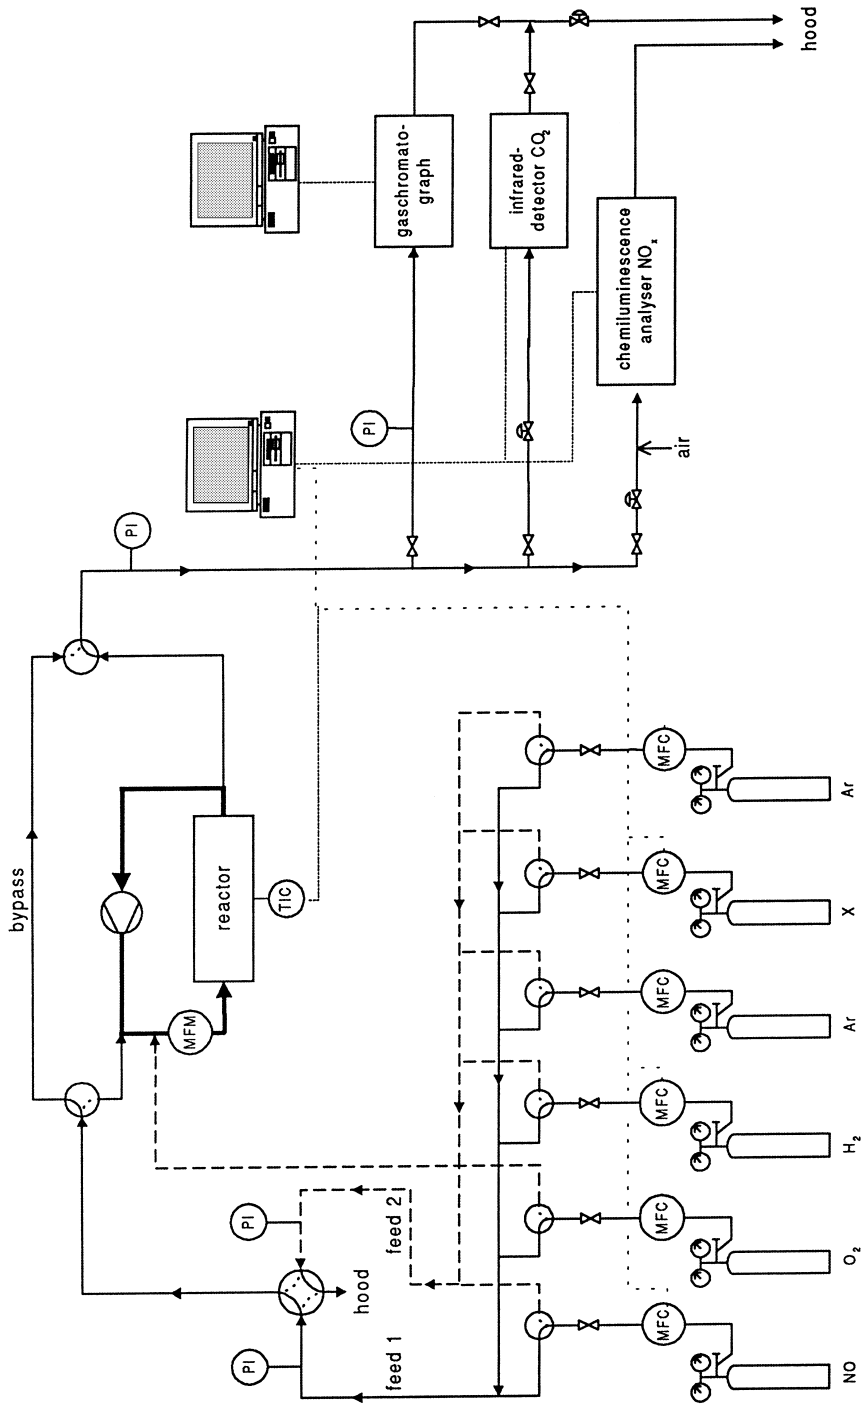 hood
gaschromato-
graph
infrared-
detector CO₂
chemiluminescence
analyser NOₓ
PI
air
PI
bypass
reactor
TIC
MFM
PI
feed 2
hood
PI
feed 1
MFC
MFC
MFC
MFC
MFC
MFC
NO
O₂
H₂
Ar
X
Ar